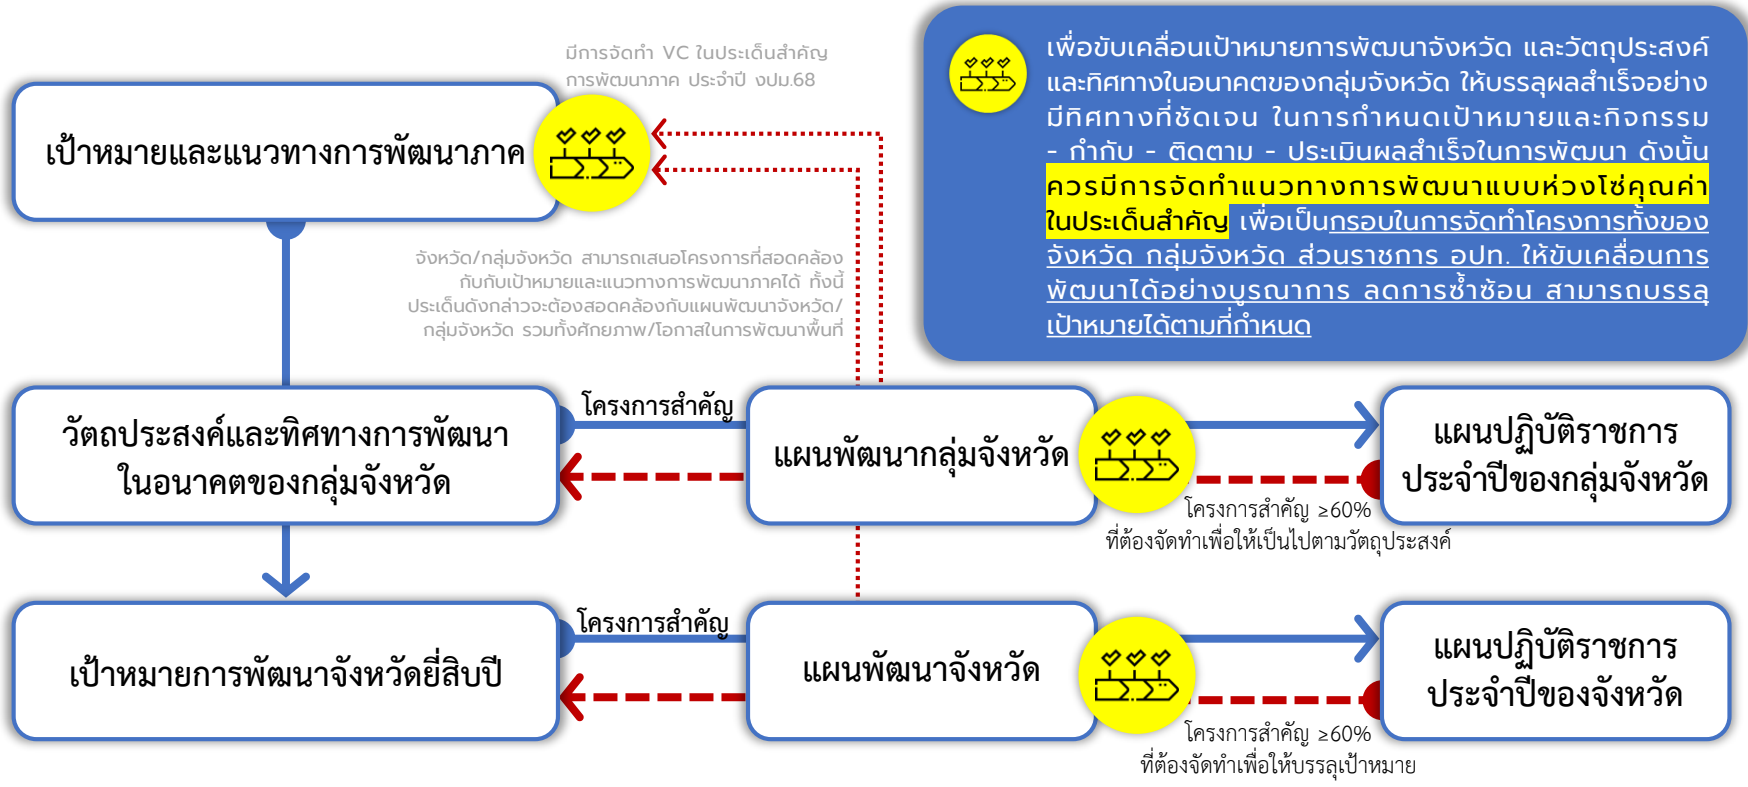 มีการจัดทำ VC ในประเด็นสำคัญ
การพัฒนาภาค ประจำปี งปม.68
เป้าหมายและแนวทางการพัฒนาภาค
เพื่อขับเคลื่อนเป้าหมายการพัฒนาจังหวัด และวัตถุประสงค์
และทิศทางในอนาคตของกลุ่มจังหวัด ให้บรรลุผลสำเร็จอย่าง
มีทิศทางที่ชัดเจน ในการกำหนดเป้าหมายและกิจกรรม
- กำกับ - ติดตาม - ประเมินผลสำเร็จในการพัฒนา ดังนั้น
ควรมีการจัดทำแนวทางการพัฒนาแบบห่วงโซ่คุณค่า
ในประเด็นสำคัญ เพื่อเป็นกรอบในการจัดทำโครงการทั้งของ
จังหวัด กลุ่มจังหวัด ส่วนราชการ อปท. ให้ขับเคลื่อนการ
พัฒนาได้อย่างบูรณาการ ลดการซ้ำซ้อน สามารถบรรลุ
เป้าหมายได้ตามที่กำหนด
จังหวัด/กลุ่มจังหวัด สามารถเสนอโครงการที่สอดคล้อง
กับกับเป้าหมายและแนวทางการพัฒนาภาคได้ ทั้งนี้
ประเด็นดังกล่าวจะต้องสอดคล้องกับแผนพัฒนาจังหวัด/
กลุ่มจังหวัด รวมทั้งศักยภาพ/โอกาสในการพัฒนาพื้นที่
วัตถุประสงค์และทิศทางการพัฒนา
ในอนาคตของกลุ่มจังหวัด
โครงการสำคัญ
แผนพัฒนากลุ่มจังหวัด
แผนปฏิบัติราชการ
ประจำปีของกลุ่มจังหวัด
โครงการสำคัญ ≥60%
ที่ต้องจัดทำเพื่อให้เป็นไปตามวัตถุประสงค์
เป้าหมายการพัฒนาจังหวัดยี่สิบปี
โครงการสำคัญ
แผนพัฒนาจังหวัด
แผนปฏิบัติราชการ
ประจำปีของจังหวัด
โครงการสำคัญ ≥60%
ที่ต้องจัดทำเพื่อให้บรรลุเป้าหมาย